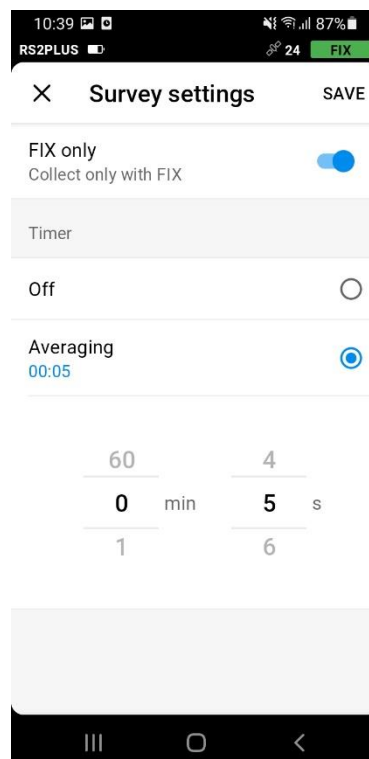 10:39 87%
RS2PLUS 24 FIX
Survey settings SAVE
FIX only
Collect only with FIX
Timer
Off
Averaging
00:05
60 4
0 min 5 s
1 6